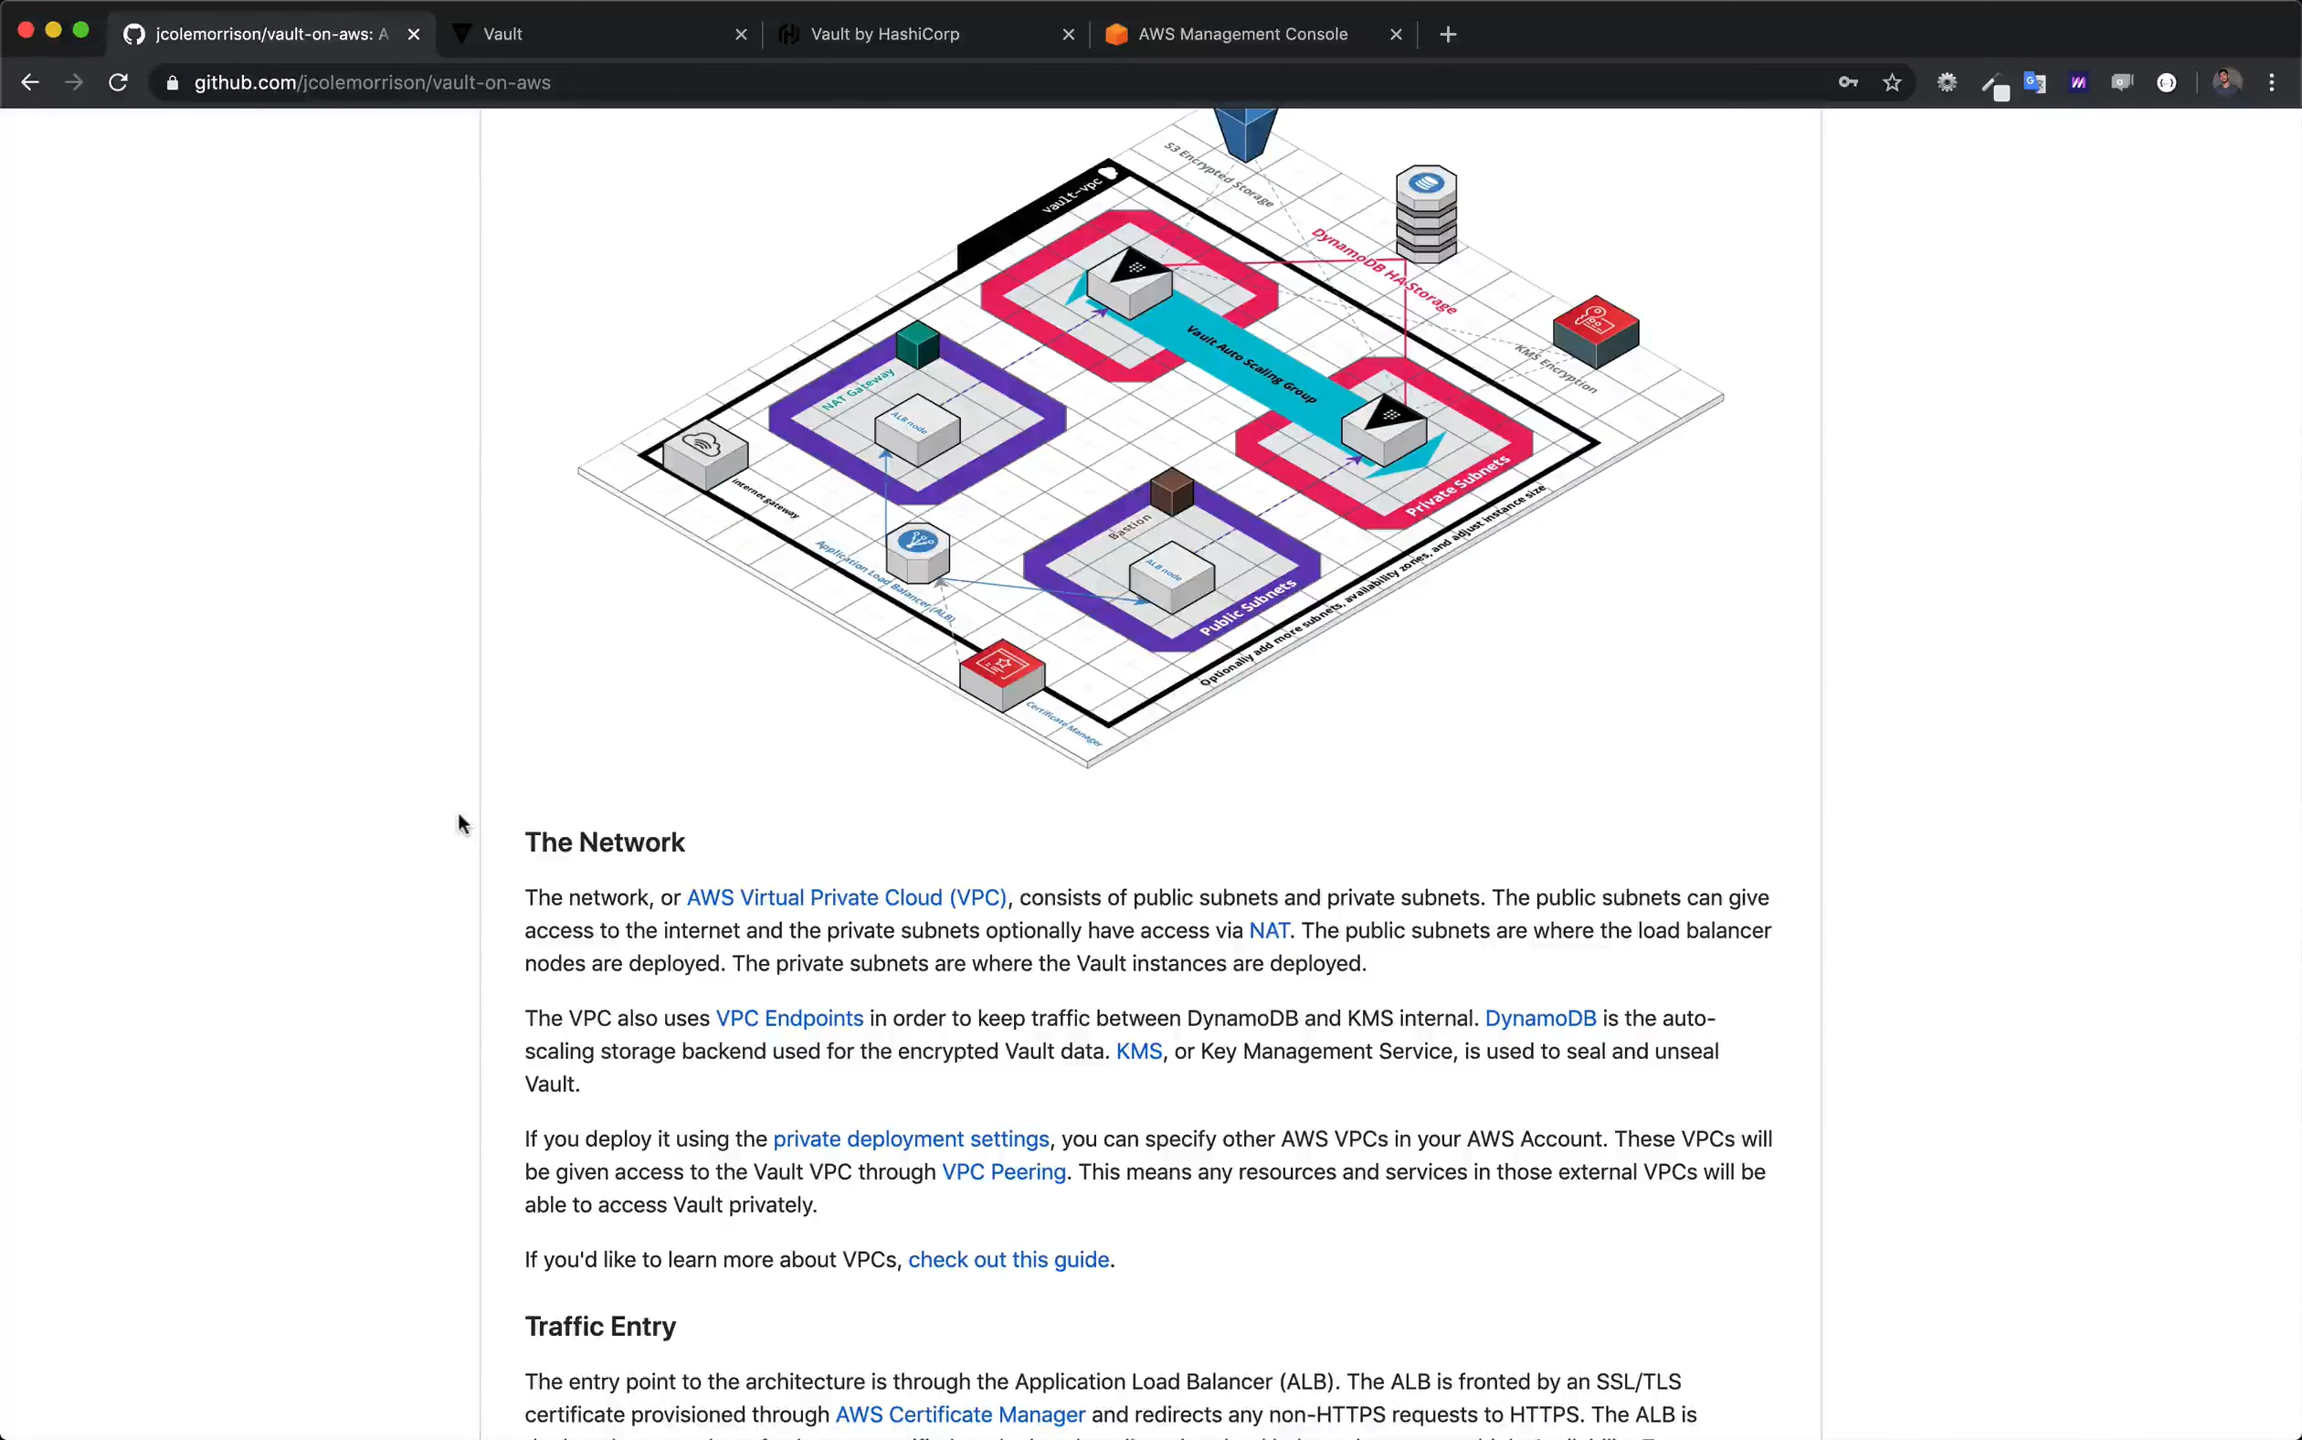 jcolemorrison/vault-on-aws: A
Vault
Vault by HashiCorp
AWS Management Console
github.com/jcolemorrison/vault-on-aws
S3 Encrypted Storage
vault-vpc
DynamoDB HA Storage
KMS Encryption
Vault Auto Scaling Group
NAT Gateway
ALB node
internet gateway
Private Subnets
Bastion
ALB node
Application Load Balancer (ALB)
Public Subnets
Optionally add more subnets, availability zones, and adjust instance size
Certificate Manager
The Network
The network, or AWS Virtual Private Cloud (VPC), consists of public subnets and private subnets. The public subnets can give
access to the internet and the private subnets optionally have access via NAT. The public subnets are where the load balancer
nodes are deployed. The private subnets are where the Vault instances are deployed.
The VPC also uses VPC Endpoints in order to keep traffic between DynamoDB and KMS internal. DynamoDB is the auto-
scaling storage backend used for the encrypted Vault data. KMS, or Key Management Service, is used to seal and unseal
Vault.
If you deploy it using the private deployment settings, you can specify other AWS VPCs in your AWS Account. These VPCs will
be given access to the Vault VPC through VPC Peering. This means any resources and services in those external VPCs will be
able to access Vault privately.
If you'd like to learn more about VPCs, check out this guide.
Traffic Entry
The entry point to the architecture is through the Application Load Balancer (ALB). The ALB is fronted by an SSL/TLS
certificate provisioned through AWS Certificate Manager and redirects any non-HTTPS requests to HTTPS. The ALB is